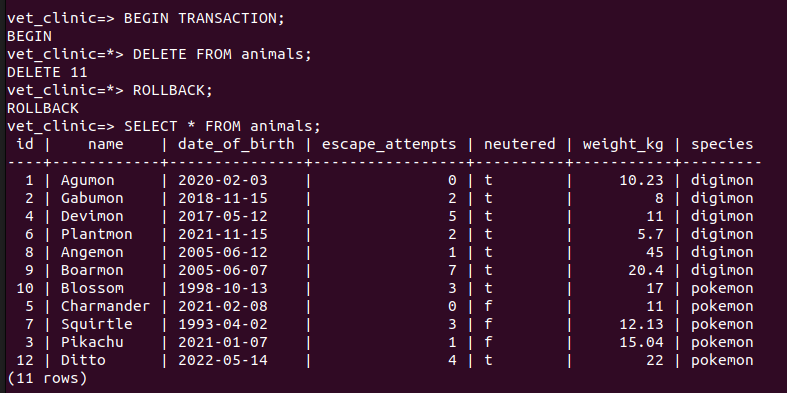 vet_clinic=> BEGIN TRANSACTION;
BEGIN
vet_clinic=*> DELETE FROM animals;
DELETE 11
vet_clinic=*> ROLLBACK;
ROLLBACK
vet_clinic=> SELECT * FROM animals;
 id |    name    | date_of_birth | escape_attempts | neutered | weight_kg | species
----+------------+---------------+-----------------+----------+-----------+---------
  1 | Agumon     | 2020-02-03    |               0 | t        |     10.23 | digimon
  2 | Gabumon    | 2018-11-15    |               2 | t        |         8 | digimon
  4 | Devimon    | 2017-05-12    |               5 | t        |        11 | digimon
  6 | Plantmon   | 2021-11-15    |               2 | t        |       5.7 | digimon
  8 | Angemon    | 2005-06-12    |               1 | t        |        45 | digimon
  9 | Boarmon    | 2005-06-07    |               7 | t        |      20.4 | digimon
 10 | Blossom    | 1998-10-13    |               3 | t        |        17 | pokemon
  5 | Charmander | 2021-02-08    |               0 | f        |        11 | pokemon
  7 | Squirtle   | 1993-04-02    |               3 | f        |     12.13 | pokemon
  3 | Pikachu    | 2021-01-07    |               1 | f        |     15.04 | pokemon
 12 | Ditto      | 2022-05-14    |               4 | t        |        22 | pokemon
(11 rows)